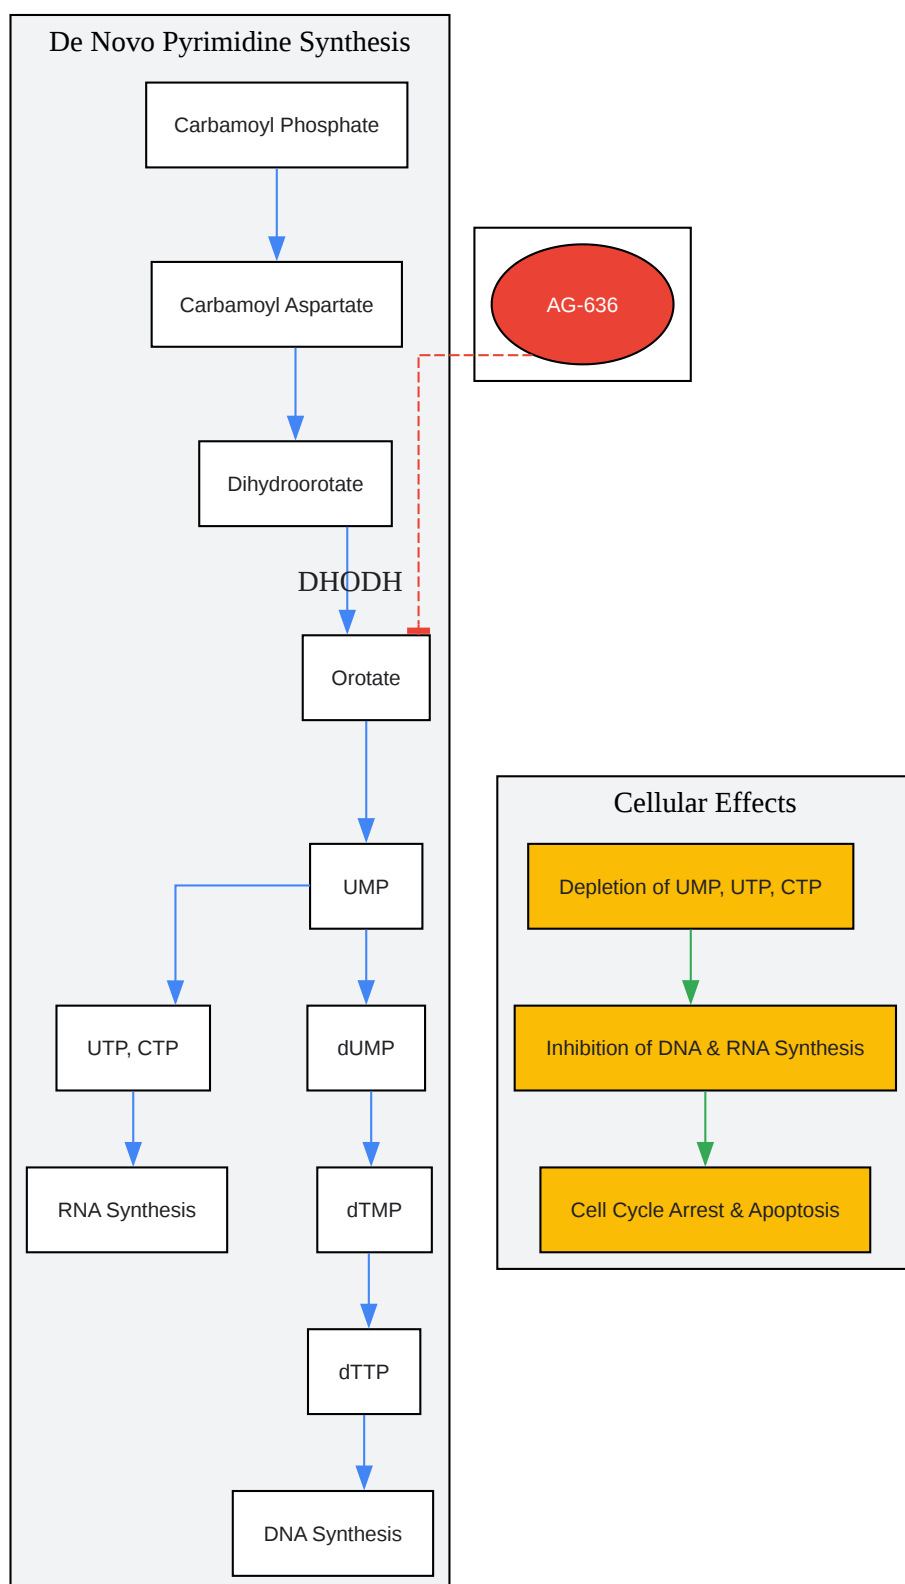 De Novo Pyrimidine Synthesis
Carbamoyl Phosphate
Carbamoyl Aspartate
AG-636
Dihydroorotate
DHODH
Orotate
Cellular Effects
UMP
Depletion of UMP, UTP, CTP
UTP, CTP
dUMP
Inhibition of DNA & RNA Synthesis
RNA Synthesis
dTMP
Cell Cycle Arrest & Apoptosis
dTTP
DNA Synthesis